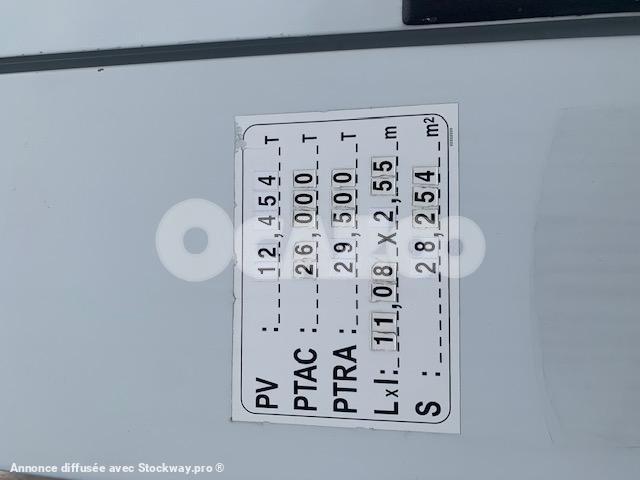 PV : 12,454 T
PTAC : 26,000 T
PTRA : 29,500 T
L x l : 11,08 X 2,55 m
S : 28,254 m²
Annonce diffusée avec Stockway.pro ®